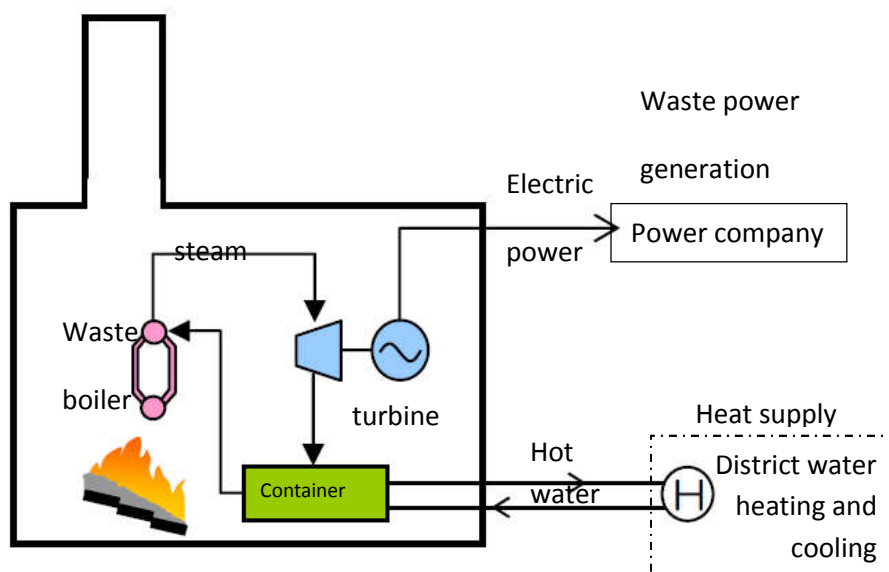 Waste power
generation
Electric
power
Power company
steam
Waste
boiler
turbine
Container
Hot
water
Heat supply
District water
heating and
cooling
H